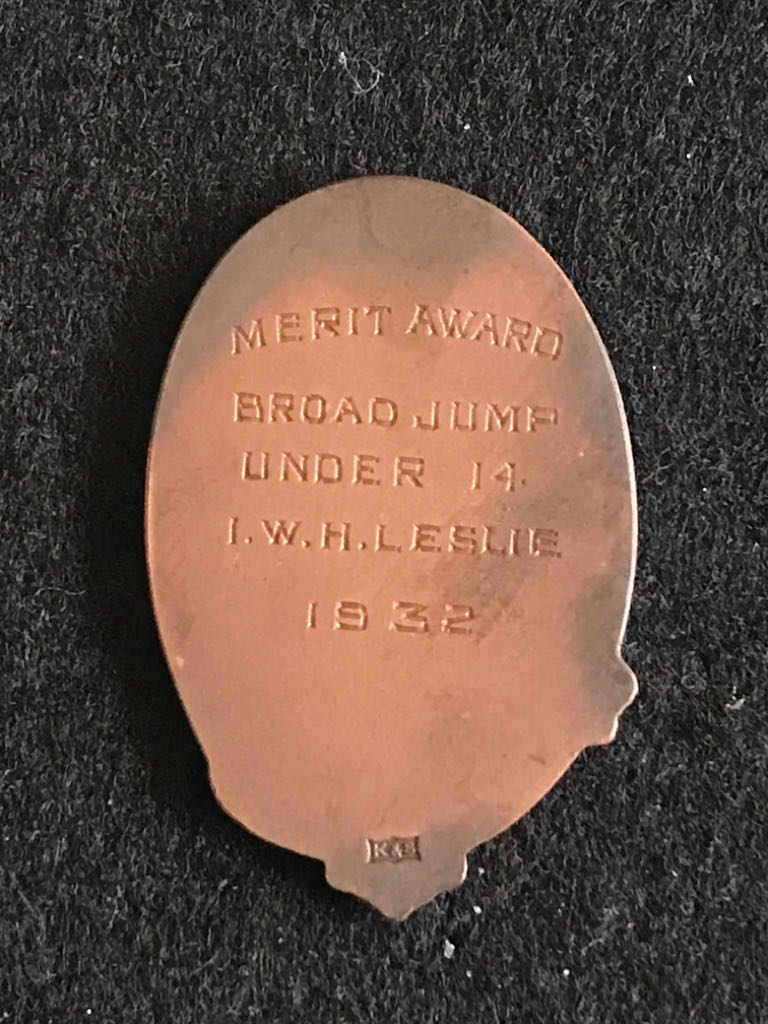 MERIT AWARD
BROAD JUMP
UNDER 14.
I.W.H. LESLIE
1932